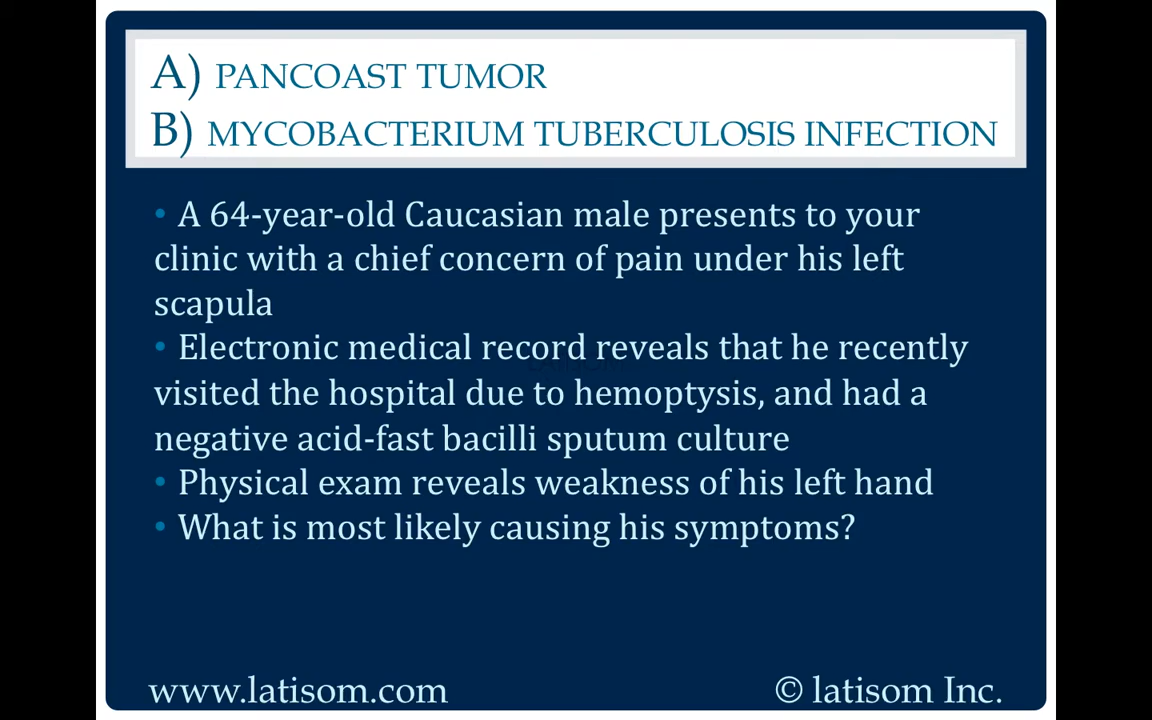 A) PANCOAST TUMOR
B) MYCOBACTERIUM TUBERCULOSIS INFECTION
• A 64-year-old Caucasian male presents to your
clinic with a chief concern of pain under his left
scapula
• Electronic medical record reveals that he recently
visited the hospital due to hemoptysis, and had a
negative acid-fast bacilli sputum culture
• Physical exam reveals weakness of his left hand
• What is most likely causing his symptoms?
www.latisom.com
© latisom Inc.